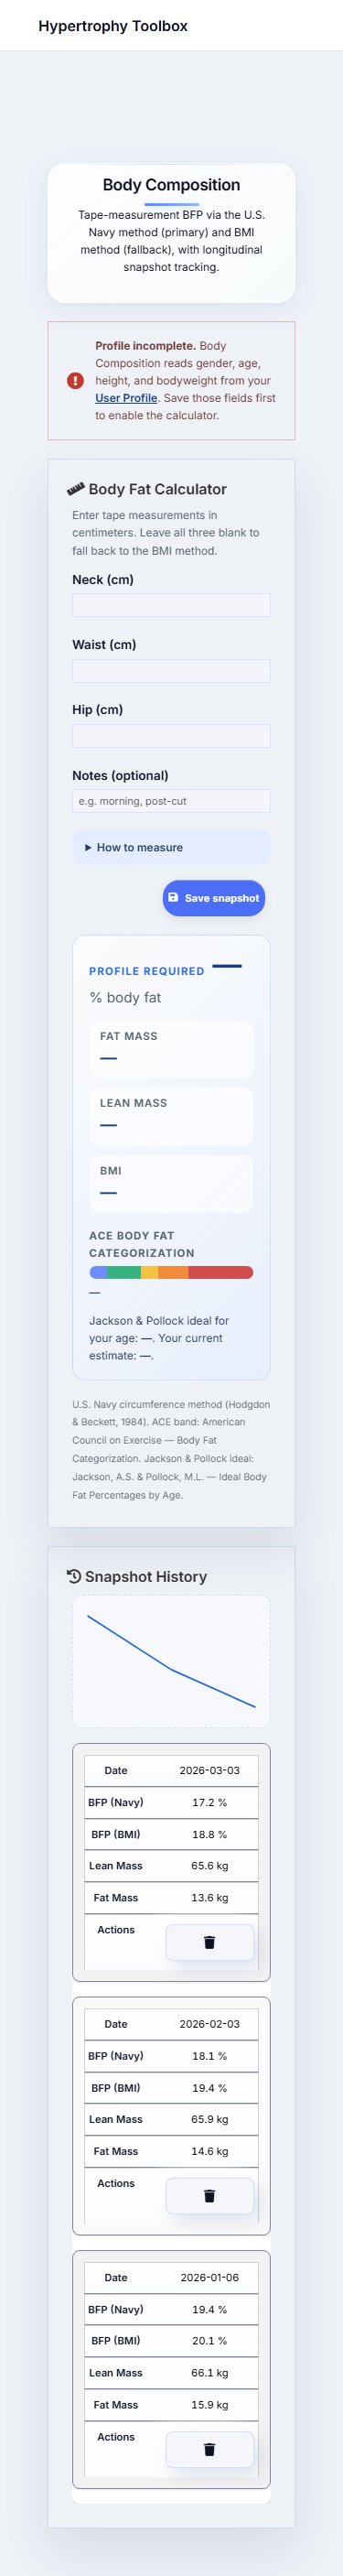 Hypertrophy Toolbox
Body Composition
Tape-measurement BFP via the U.S.
Navy method (primary) and BMI
method (fallback), with longitudinal
snapshot tracking.
Profile incomplete. Body
Composition reads gender, age,
height, and bodyweight from your
User Profile. Save those fields first
to enable the calculator.
Body Fat Calculator
Enter tape measurements in
centimeters. Leave all three blank to
fall back to the BMI method.
Neck (cm)
Waist (cm)
Hip (cm)
Notes (optional)
e.g. morning, post-cut
How to measure
Save snapshot
PROFILE REQUIRED —
% body fat
FAT MASS
—
LEAN MASS
—
BMI
—
ACE BODY FAT
CATEGORIZATION
—
Jackson & Pollock ideal for
your age: —. Your current
estimate: —.
U.S. Navy circumference method (Hodgdon
& Beckett, 1984). ACE band: American
Council on Exercise — Body Fat
Categorization. Jackson & Pollock ideal:
Jackson, A.S. & Pollock, M.L. — Ideal Body
Fat Percentages by Age.
Snapshot History
Date 2026-03-03
BFP (Navy) 17.2 %
BFP (BMI) 18.8 %
Lean Mass 65.6 kg
Fat Mass 13.6 kg
Actions
Date 2026-02-03
BFP (Navy) 18.1 %
BFP (BMI) 19.4 %
Lean Mass 65.9 kg
Fat Mass 14.6 kg
Actions
Date 2026-01-06
BFP (Navy) 19.4 %
BFP (BMI) 20.1 %
Lean Mass 66.1 kg
Fat Mass 15.9 kg
Actions